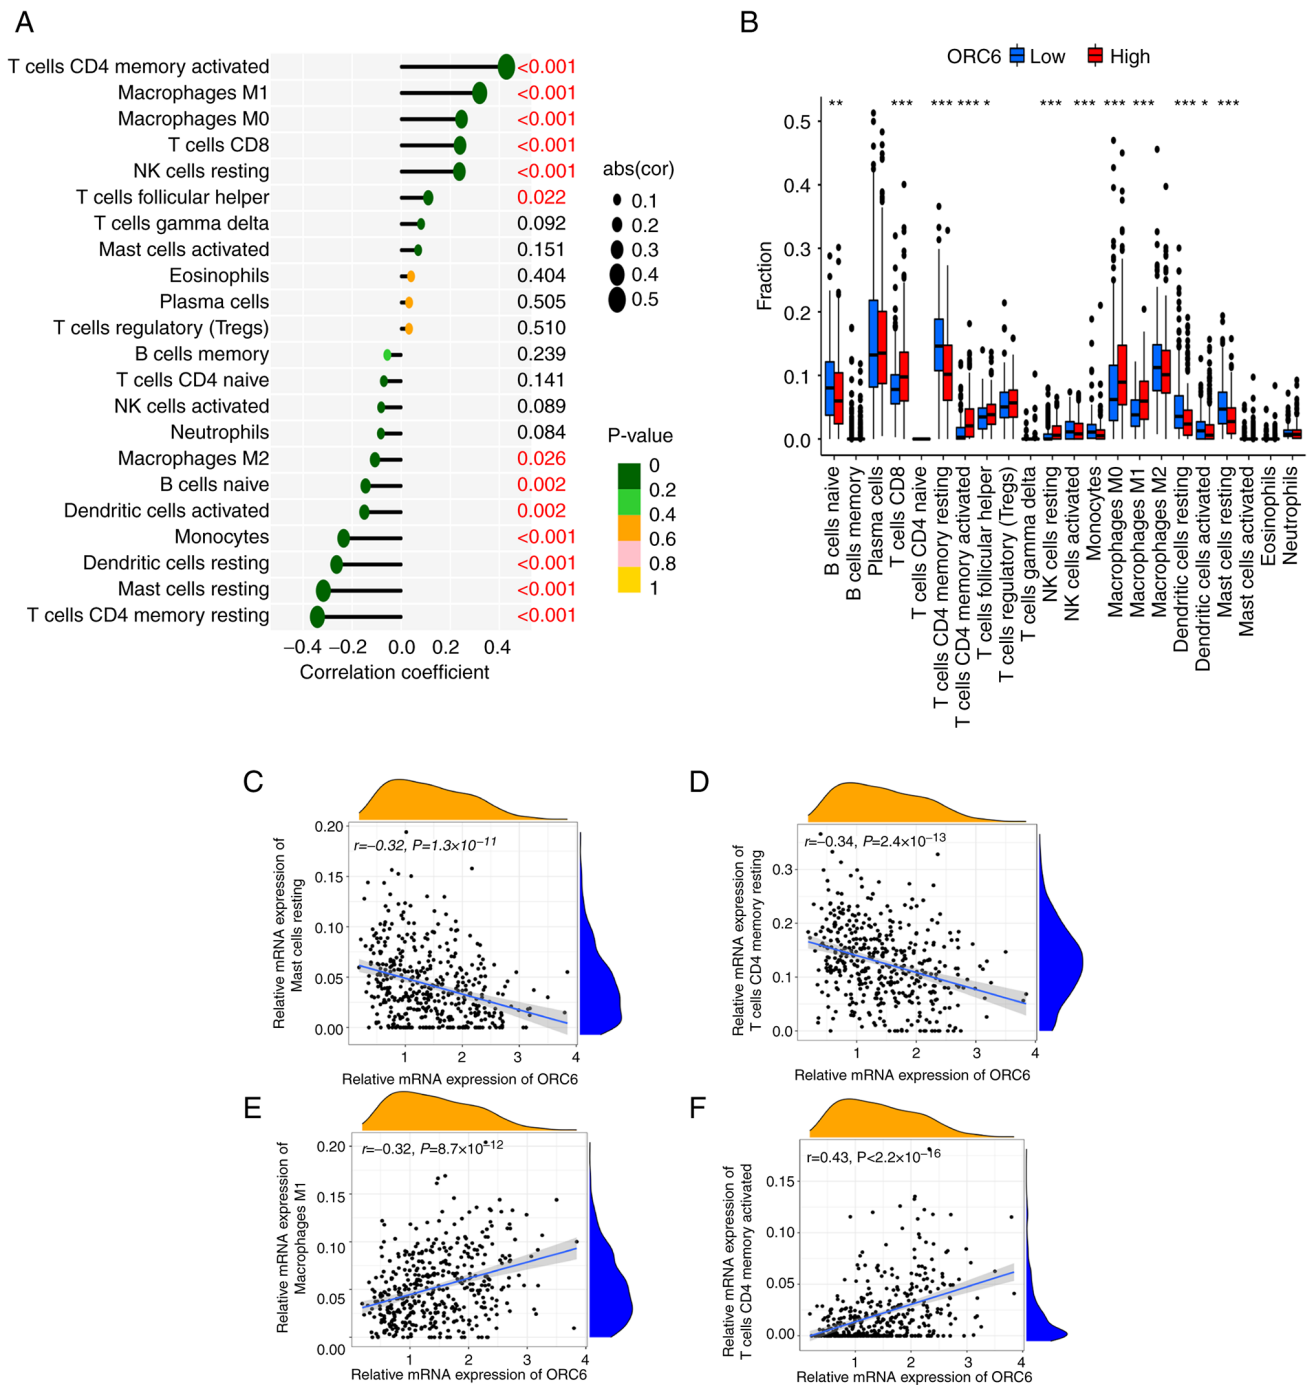 A
T cells CD4 memory activated <0.001
Macrophages M1 <0.001
Macrophages M0 <0.001
T cells CD8 <0.001
NK cells resting <0.001
T cells follicular helper 0.022
T cells gamma delta 0.092
Mast cells activated 0.151
Eosinophils 0.404
Plasma cells 0.505
T cells regulatory (Tregs) 0.510
B cells memory 0.239
T cells CD4 naive 0.141
NK cells activated 0.089
Neutrophils 0.084
Macrophages M2 0.026
B cells naive 0.002
Dendritic cells activated 0.002
Monocytes <0.001
Dendritic cells resting <0.001
Mast cells resting <0.001
T cells CD4 memory resting <0.001
−0.4 −0.2 0.0 0.2 0.4
Correlation coefficient
abs(cor)
0.1
0.2
0.3
0.4
0.5
P-value
0
0.2
0.4
0.6
0.8
1
B
ORC6 Low High
** *** *** *** * *** *** *** *** *** * ***
Fraction
0.5
0.4
0.3
0.2
0.1
0.0
B cells naive
B cells memory
Plasma cells
T cells CD8
T cells CD4 naive
T cells CD4 memory resting
T cells CD4 memory activated
T cells follicular helper
T cells regulatory (Tregs)
T cells gamma delta
NK cells resting
NK cells activated
Monocytes
Macrophages M0
Macrophages M1
Macrophages M2
Dendritic cells resting
Dendritic cells activated
Mast cells resting
Mast cells activated
Eosinophils
Neutrophils
C
r=−0.32, P=1.3×10−11
Relative mRNA expression of
Mast cells resting
0.20
0.15
0.10
0.05
0.00
1 2 3 4
Relative mRNA expression of ORC6
D
r=−0.34, P=2.4×10−13
Relative mRNA expression of
T cells CD4 memory resting
0.3
0.2
0.1
0.0
1 2 3 4
Relative mRNA expression of ORC6
E
r=−0.32, P=8.7×10−12
Relative mRNA expression of
Macrophages M1
0.20
0.15
0.10
0.05
0.00
1 2 3 4
Relative mRNA expression of ORC6
F
r=0.43, P<2.2×10−16
Relative mRNA expression of
T cells CD4 memory activated
0.15
0.10
0.05
0.00
1 2 3 4
Relative mRNA expression of ORC6